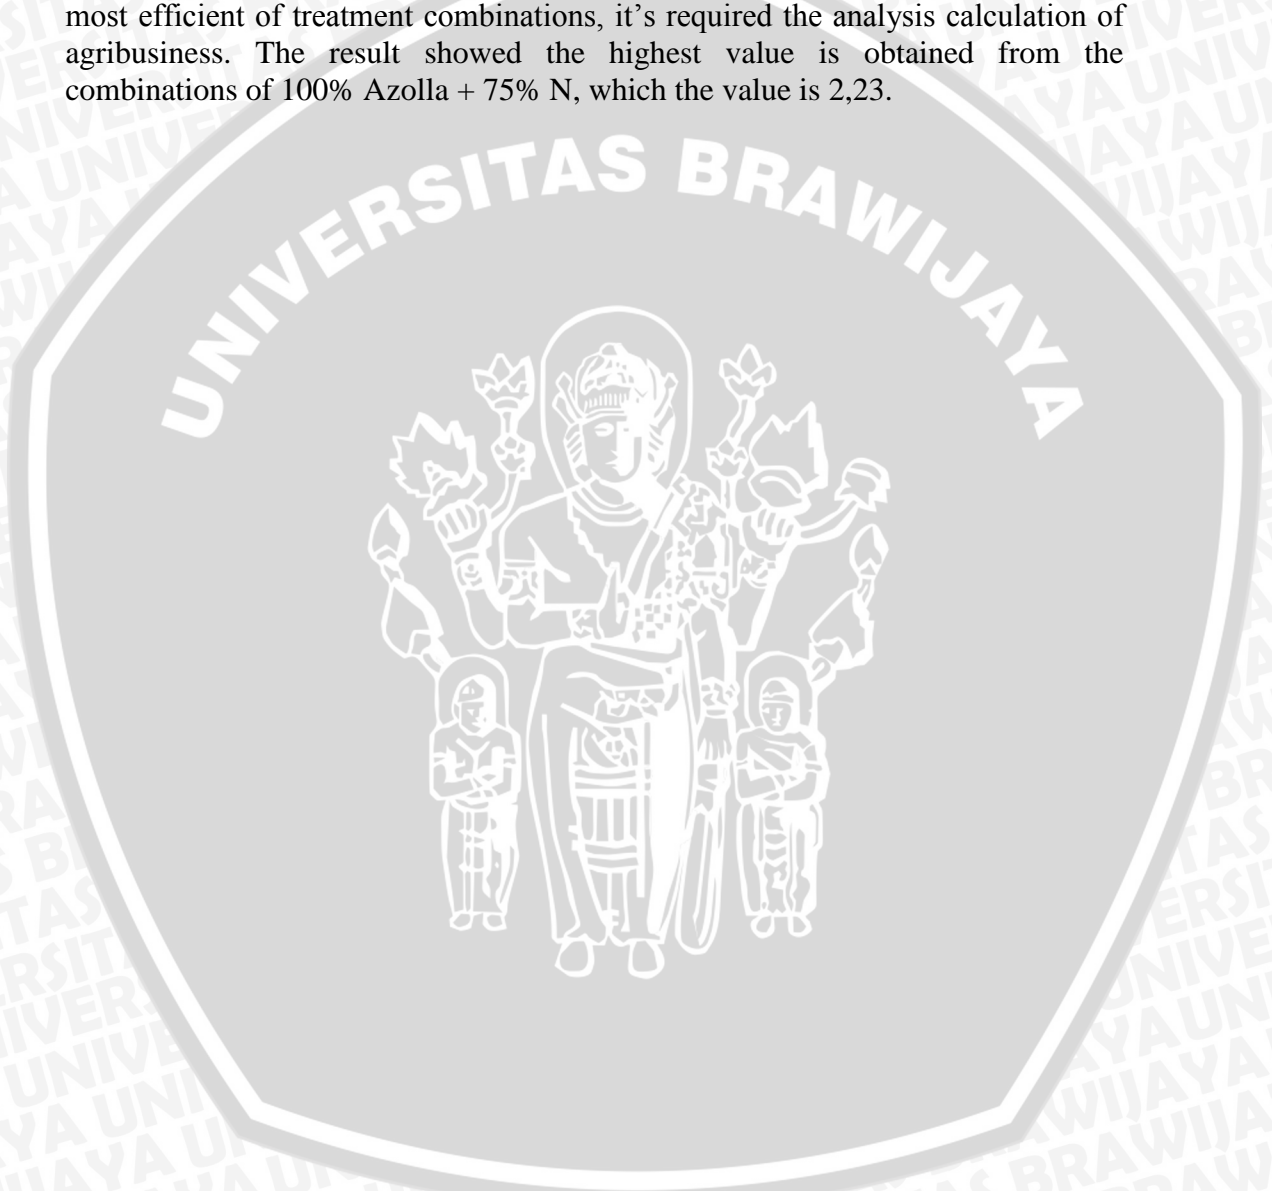 most efficient of treatment combinations, it’s required the analysis calculation of
agribusiness. The result showed the highest value is obtained from the
combinations of 100% Azolla + 75% N, which the value is 2,23.
UNIVERSITAS BRAWIJAYA